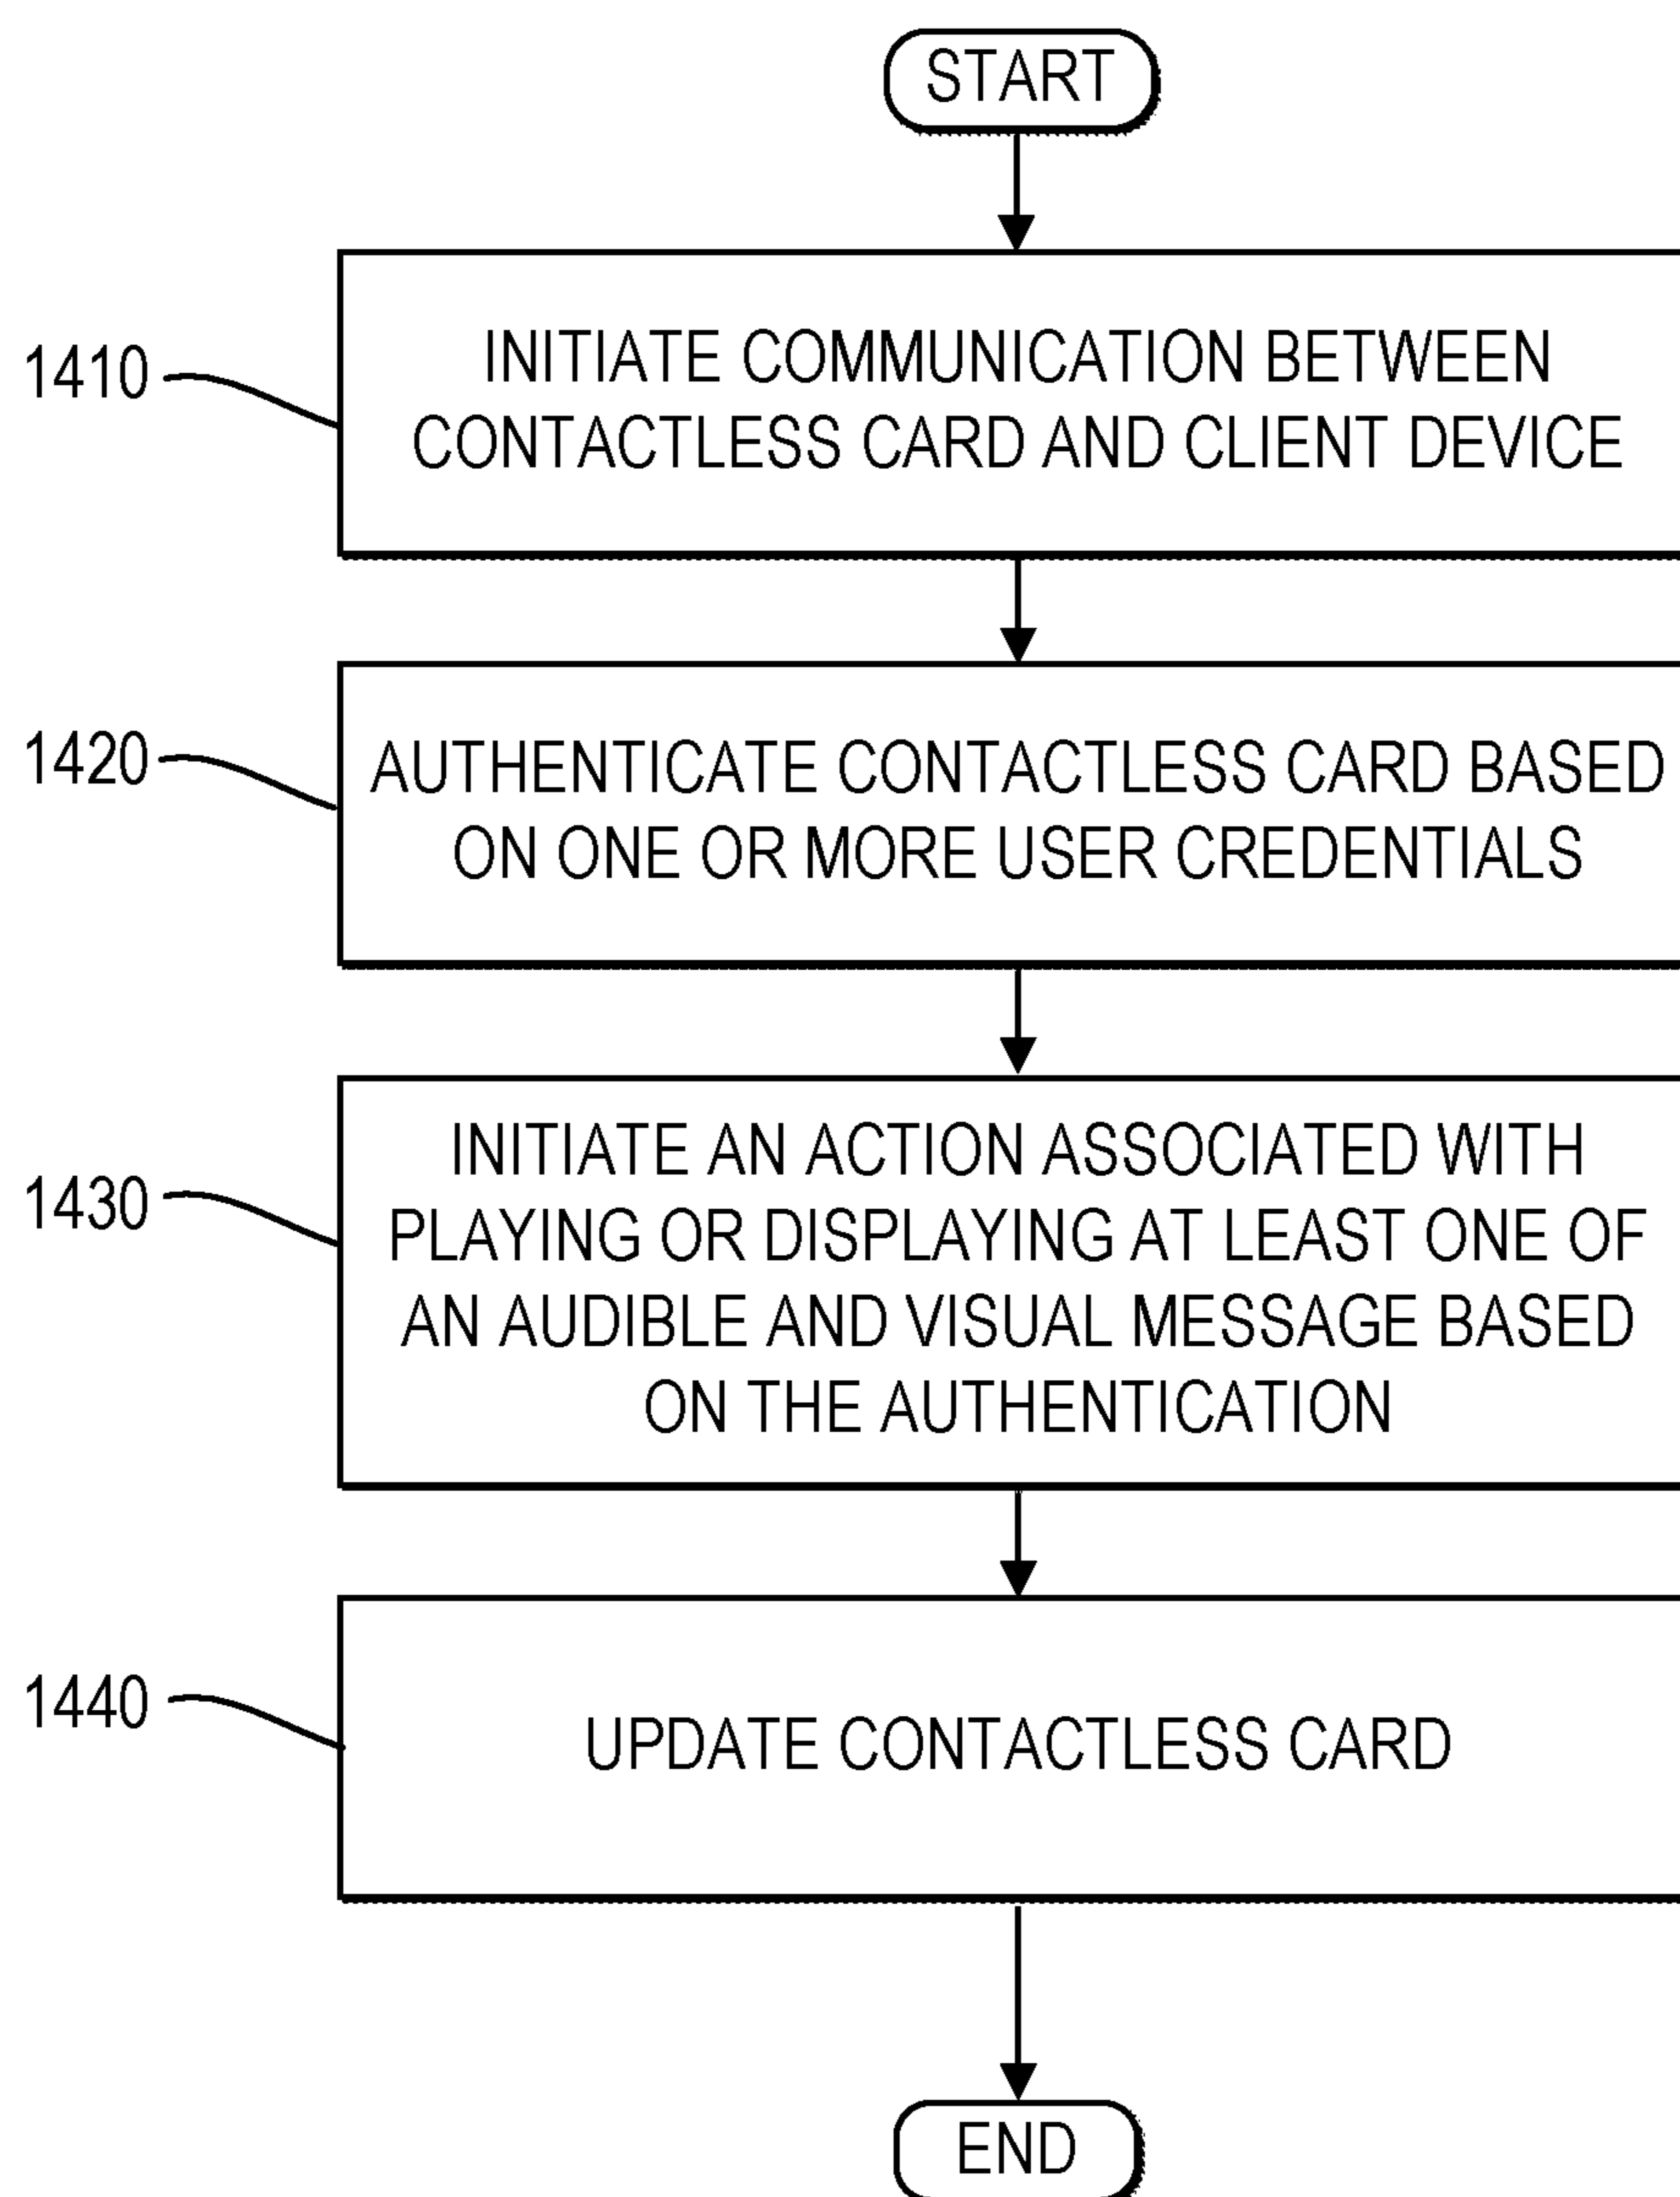 START
1410
INITIATE COMMUNICATION BETWEEN
CONTACTLESS CARD AND CLIENT DEVICE
1420
AUTHENTICATE CONTACTLESS CARD BASED
ON ONE OR MORE USER CREDENTIALS
1430
INITIATE AN ACTION ASSOCIATED WITH
PLAYING OR DISPLAYING AT LEAST ONE OF
AN AUDIBLE AND VISUAL MESSAGE BASED
ON THE AUTHENTICATION
1440
UPDATE CONTACTLESS CARD
END